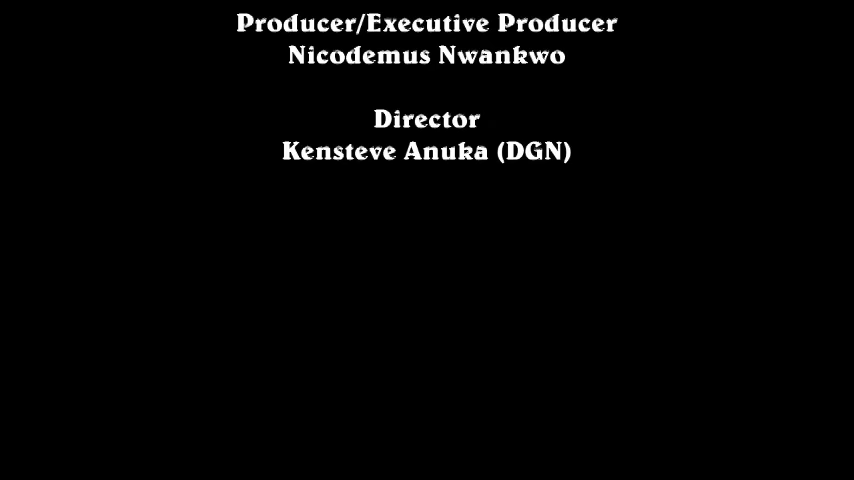 Producer/Executive Producer
Nicodemus Nwankwo
Director
Kensteve Anuka (DGN)